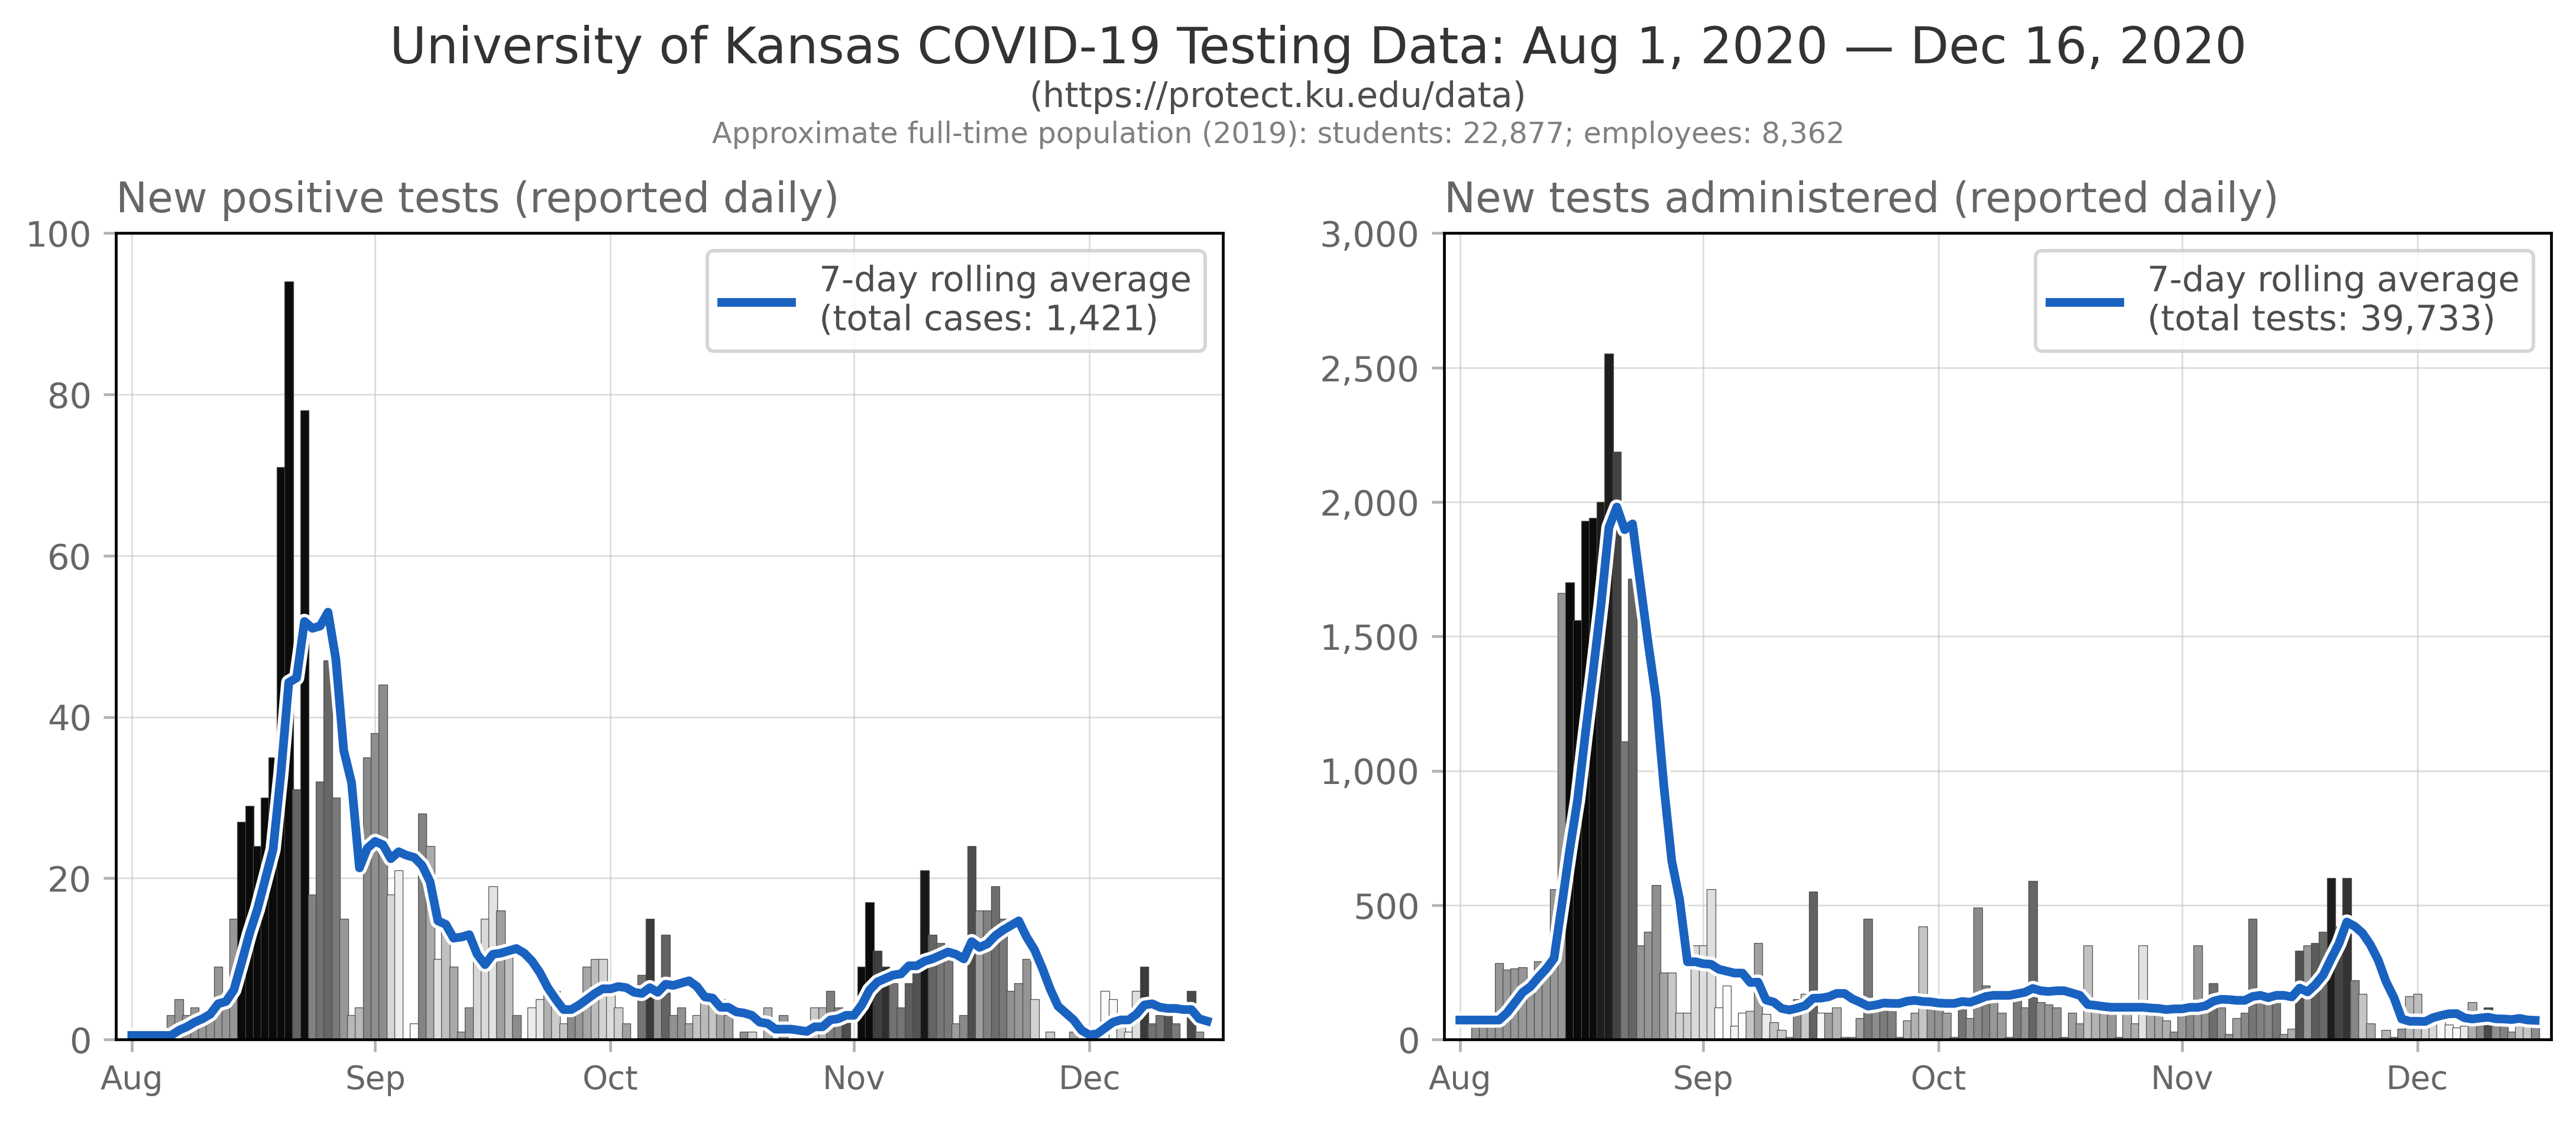 University of Kansas COVID-19 Testing Data: Aug 1, 2020 — Dec 16, 2020
(https://protect.ku.edu/data)
Approximate full-time population (2019): students: 22,877; employees: 8,362
New positive tests (reported daily)
100
80
60
40
20
0
7-day rolling average
(total cases: 1,421)
Aug
Sep
Oct
Nov
Dec
New tests administered (reported daily)
3,000
2,500
2,000
1,500
1,000
500
0
7-day rolling average
(total tests: 39,733)
Aug
Sep
Oct
Nov
Dec